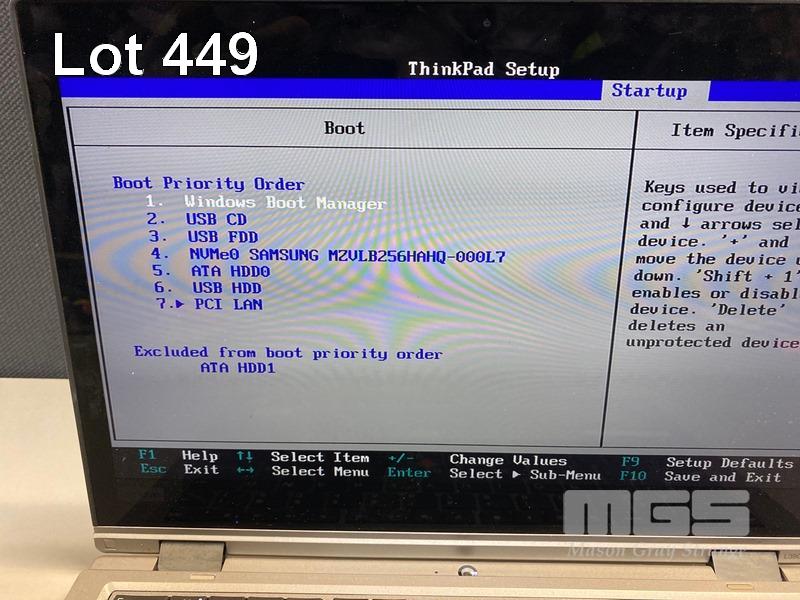 Lot 449
ThinkPad Setup
Startup
Boot
Item Specifi
Boot Priority Order
1. Windows Boot Manager
2. USB CD
3. USB FDD
4. NVMe0 SAMSUNG MZVLB256HAHQ-000L7
5. ATA HDD0
6. USB HDD
7.▶ PCI LAN
Excluded from boot priority order
ATA HDD1
Keys used to vi
configure device
and ↓ arrows sel
device. '+' and
move the device u
down. 'Shift + 1'
enables or disabl
device. 'Delete'
deletes an
unprotected device
F1 Help ↑↓ Select Item +/- Change Values F9 Setup Defaults
Esc Exit ←→ Select Menu Enter Select ▶ Sub-Menu F10 Save and Exit
MGS
Mason Gray Strange